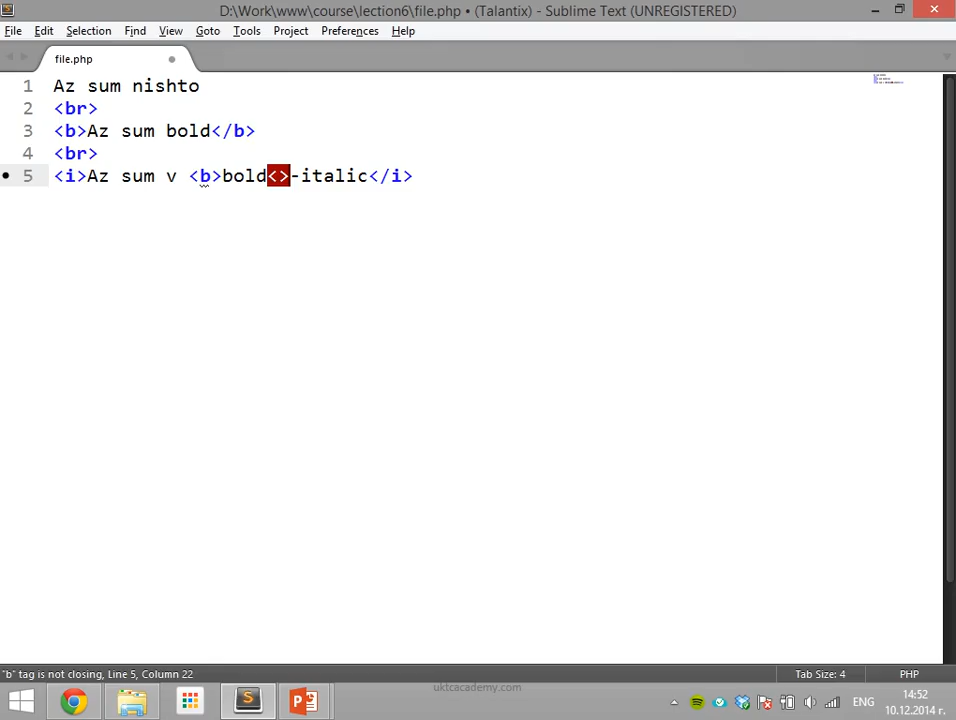 D:\Work\www\course\lection6\file.php • (Talantix) - Sublime Text (UNREGISTERED)
File Edit Selection Find View Goto Tools Project Preferences Help
file.php
1 Az sum nishto
2 <br>
3 <b>Az sum bold</b>
4 <br>
5 <i>Az sum v <b>bold<>-italic</i>
"b" tag is not closing, Line 5, Column 22 Tab Size: 4 PHP
uktcacademy.com
ЕНГ
14:52
10.12.2014 г.